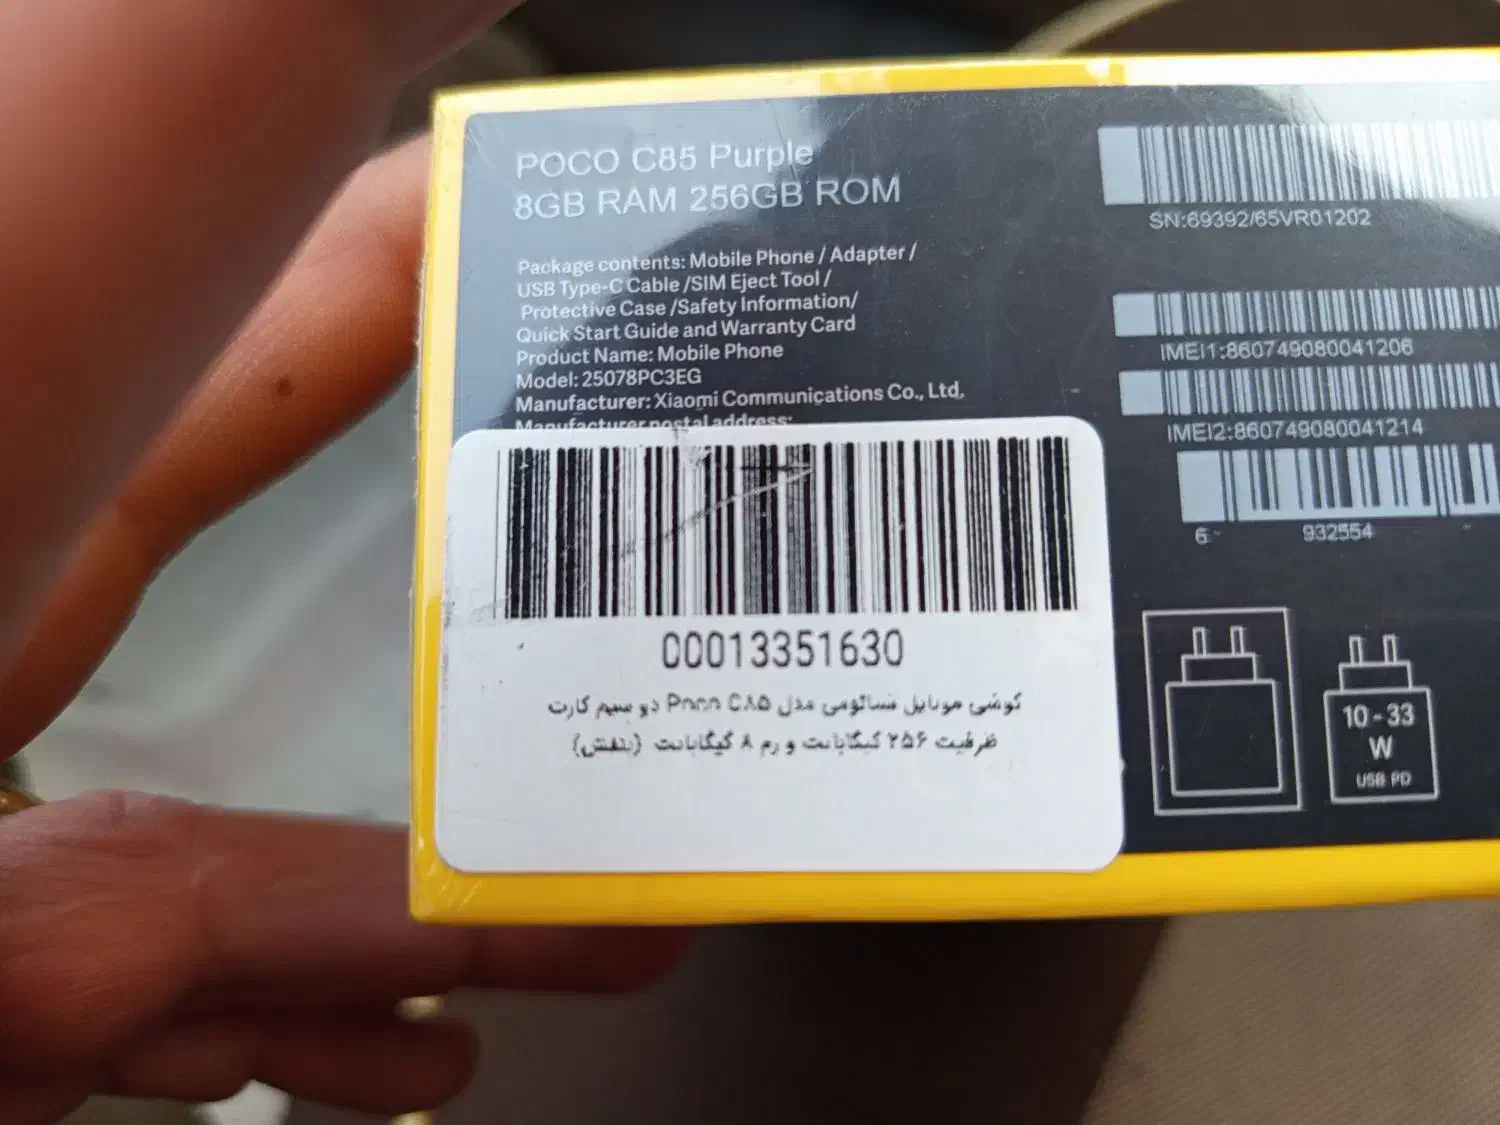 POCO C85 Purple
8GB RAM 256GB ROM
Package contents: Mobile Phone / Adapter /
USB Type-C Cable /SIM Eject Tool /
Protective Case /Safety Information/
Quick Start Guide and Warranty Card
Product Name: Mobile Phone
Model: 25078PC3EG
Manufacturer: Xiaomi Communications Co., Ltd.
Manufacturer postal address:
00013351630
گوشی موبایل شیائومی مدل Poco C85 دو سیم کارت
ظرفیت ۲۵۶ گیگابایت و رم ۸ گیگابایت (بنفش)
SN:69392/65VR01202
IMEI1:860749080041206
IMEI2:860749080041214
6 932554
10 - 33
W
USB PD